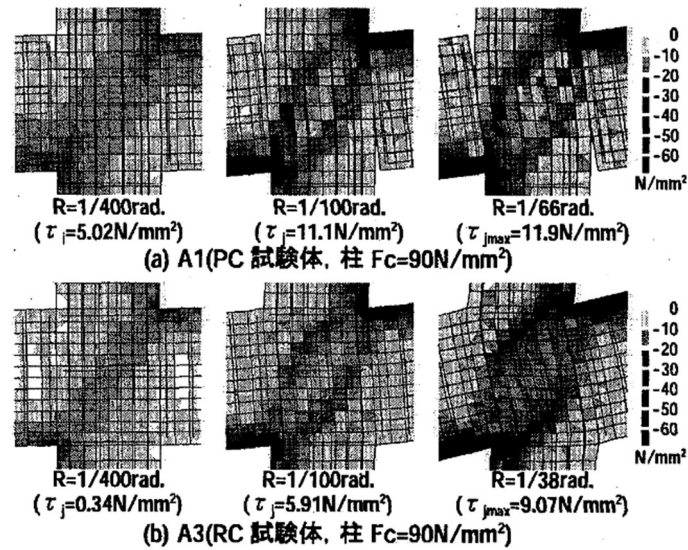 0
-10
-20
-30
-40
-50
-60
N/mm²
R=1/400rad. R=1/100rad. R=1/66rad.
(τj=5.02N/mm²) (τj=11.1N/mm²) (τjmax=11.9N/mm²)
(a) A1(PC 試験体, 柱 Fc=90N/mm²)
0
-10
-20
-30
-40
-50
-60
N/mm²
R=1/400rad. R=1/100rad. R=1/38rad.
(τj=0.34N/mm²) (τj=5.91N/mm²) (τjmax=9.07N/mm²)
(b) A3(RC 試験体, 柱 Fc=90N/mm²)